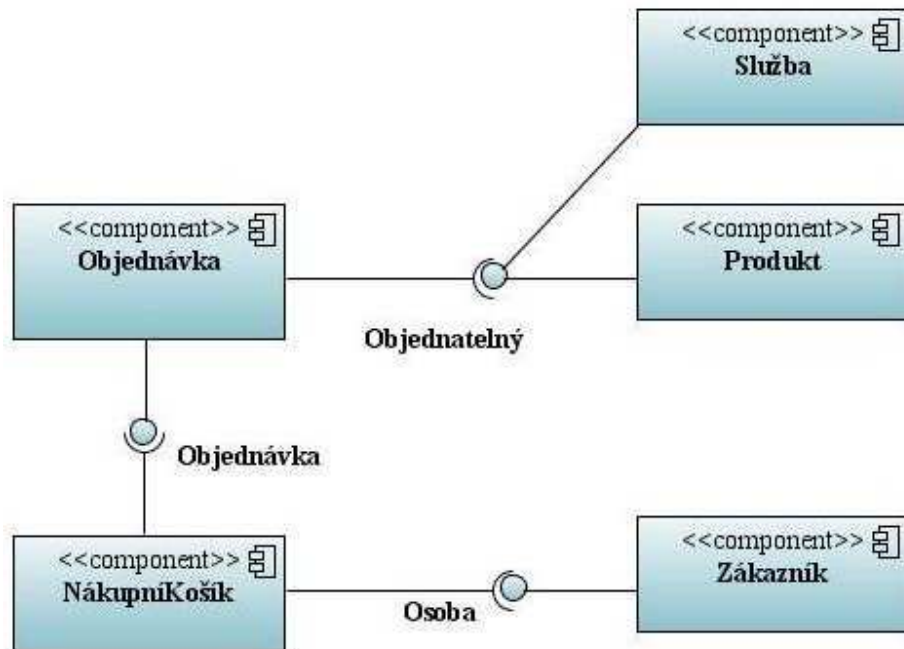 <<component>>
Služba
<<component>>
Objednávka
<<component>>
Produkt
Objednatelný
Objednávka
<<component>>
NákupníKošík
<<component>>
Zákazník
Osoba